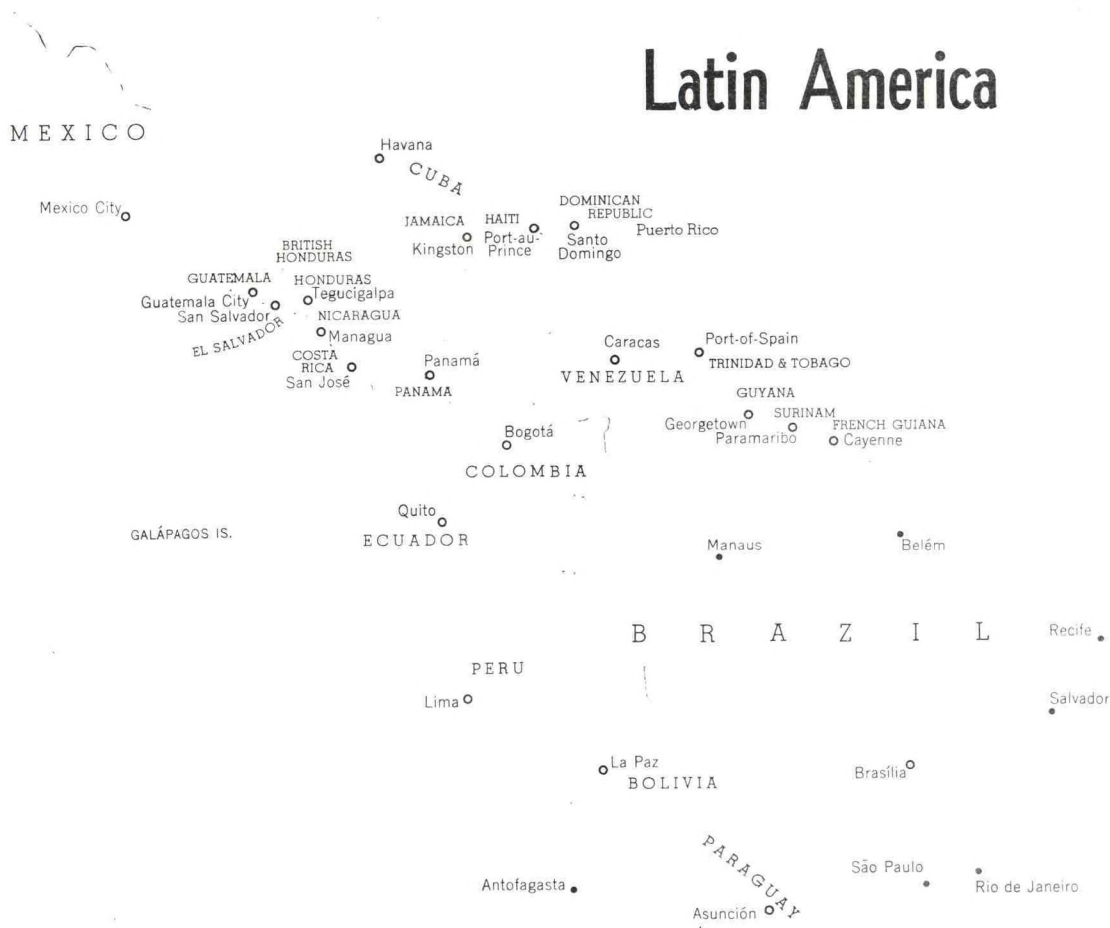 Latin America
MEXICO
Havana
CUBA
Mexico City
JAMAICA
Kingston
HAITI
Port-au-
Prince
DOMINICAN
REPUBLIC
Santo
Domingo
Puerto Rico
BRITISH
HONDURAS
GUATEMALA
Guatemala City
HONDURAS
Tegucigalpa
San Salvador
EL SALVADOR
NICARAGUA
Managua
COSTA
RICA
San José
Panamá
PANAMA
Caracas
VENEZUELA
Port-of-Spain
TRINIDAD & TOBAGO
GUYANA
Georgetown
SURINAM
Paramaribo
FRENCH GUIANA
Cayenne
Bogotá
COLOMBIA
Quito
ECUADOR
GALÁPAGOS IS.
Manaus
Belém
BRAZIL
Recife
PERU
Lima
Salvador
La Paz
BOLIVIA
Brasília
PARAGUAY
São Paulo
Rio de Janeiro
Antofagasta
Asunción